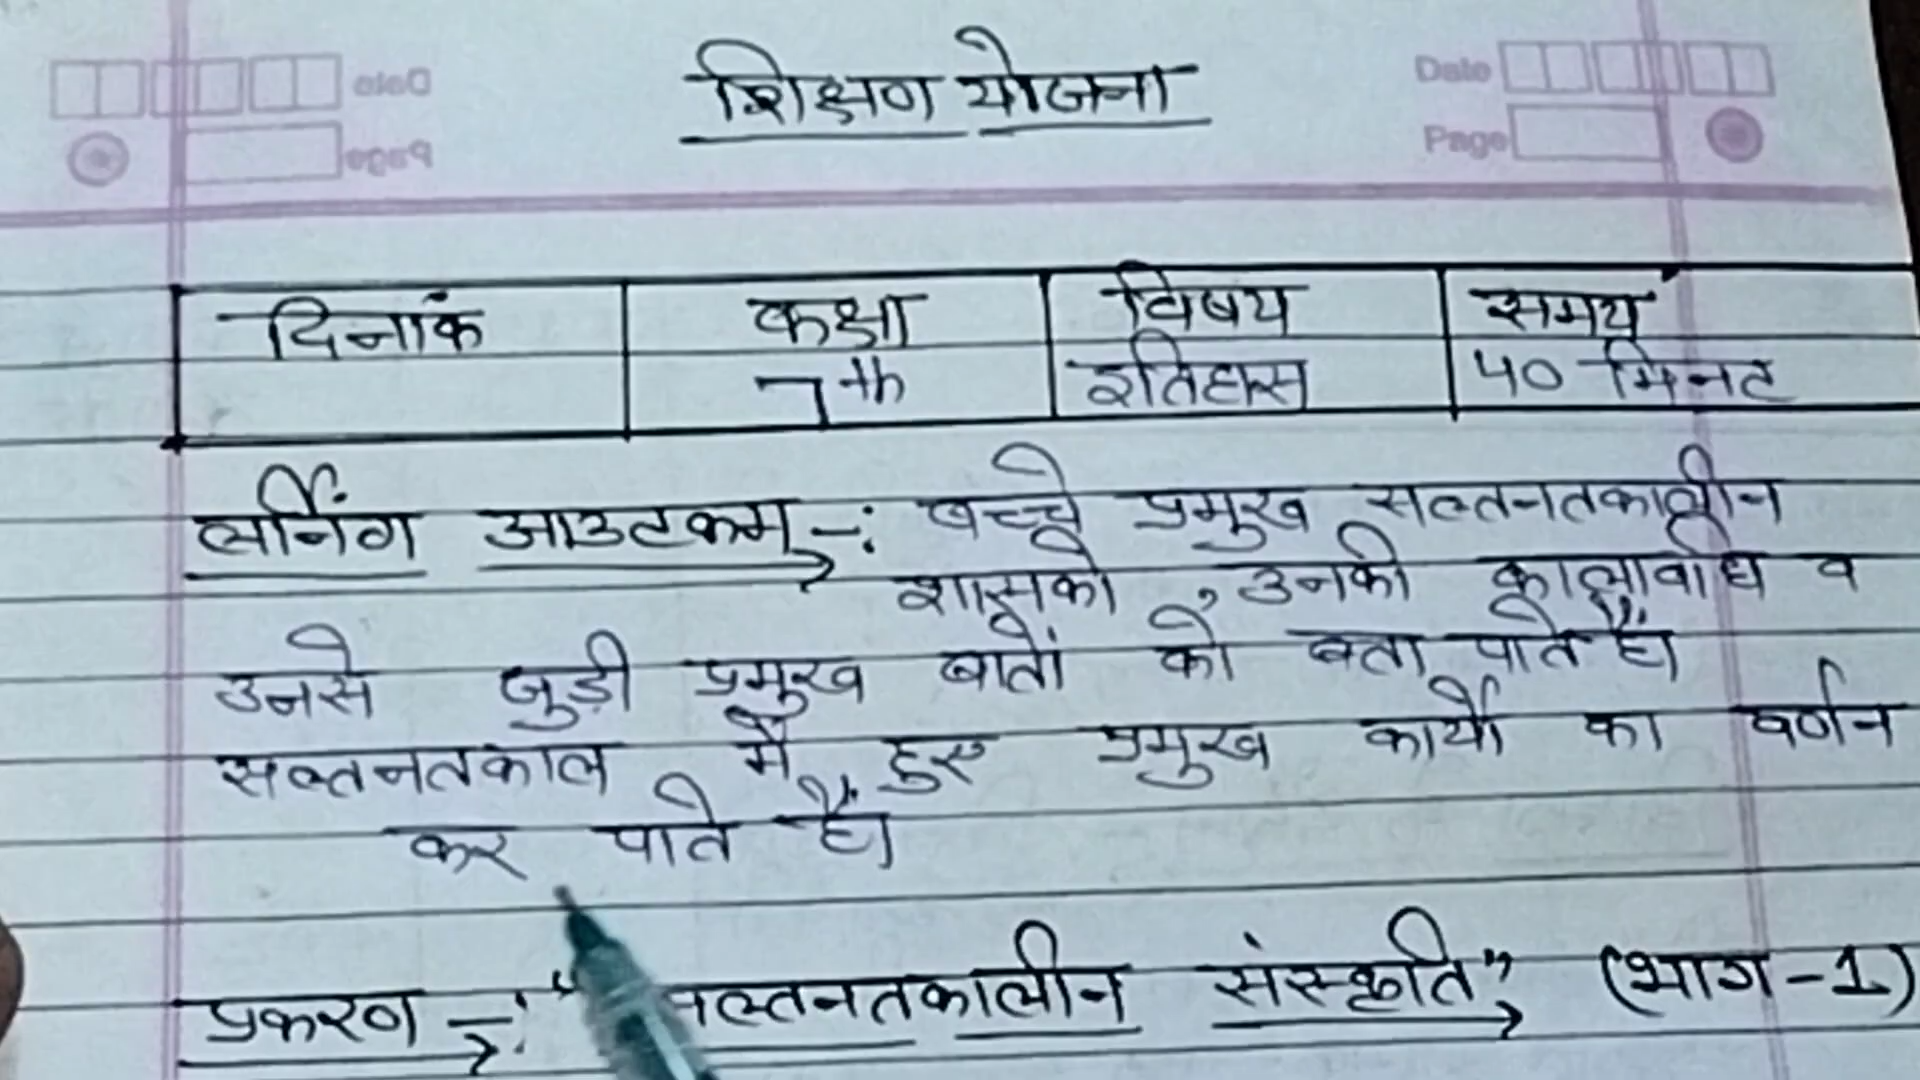 शिक्षण योजना
Date
Page
दिनांक कक्षा विषय समय
7th इतिहास 40 मिनट
लर्निंग आउटकम -: बच्चे प्रमुख सल्तनतकालीन
शासको , उनकी कालावधि व
उनसे जुड़ी प्रमुख बातों को बता पाते हैं।
सल्तनतकाल में हुए प्रमुख कार्यो का वर्णन
कर पाते हैं।
प्रकरण -: "सल्तनतकालीन संस्कृति" (भाग-1)